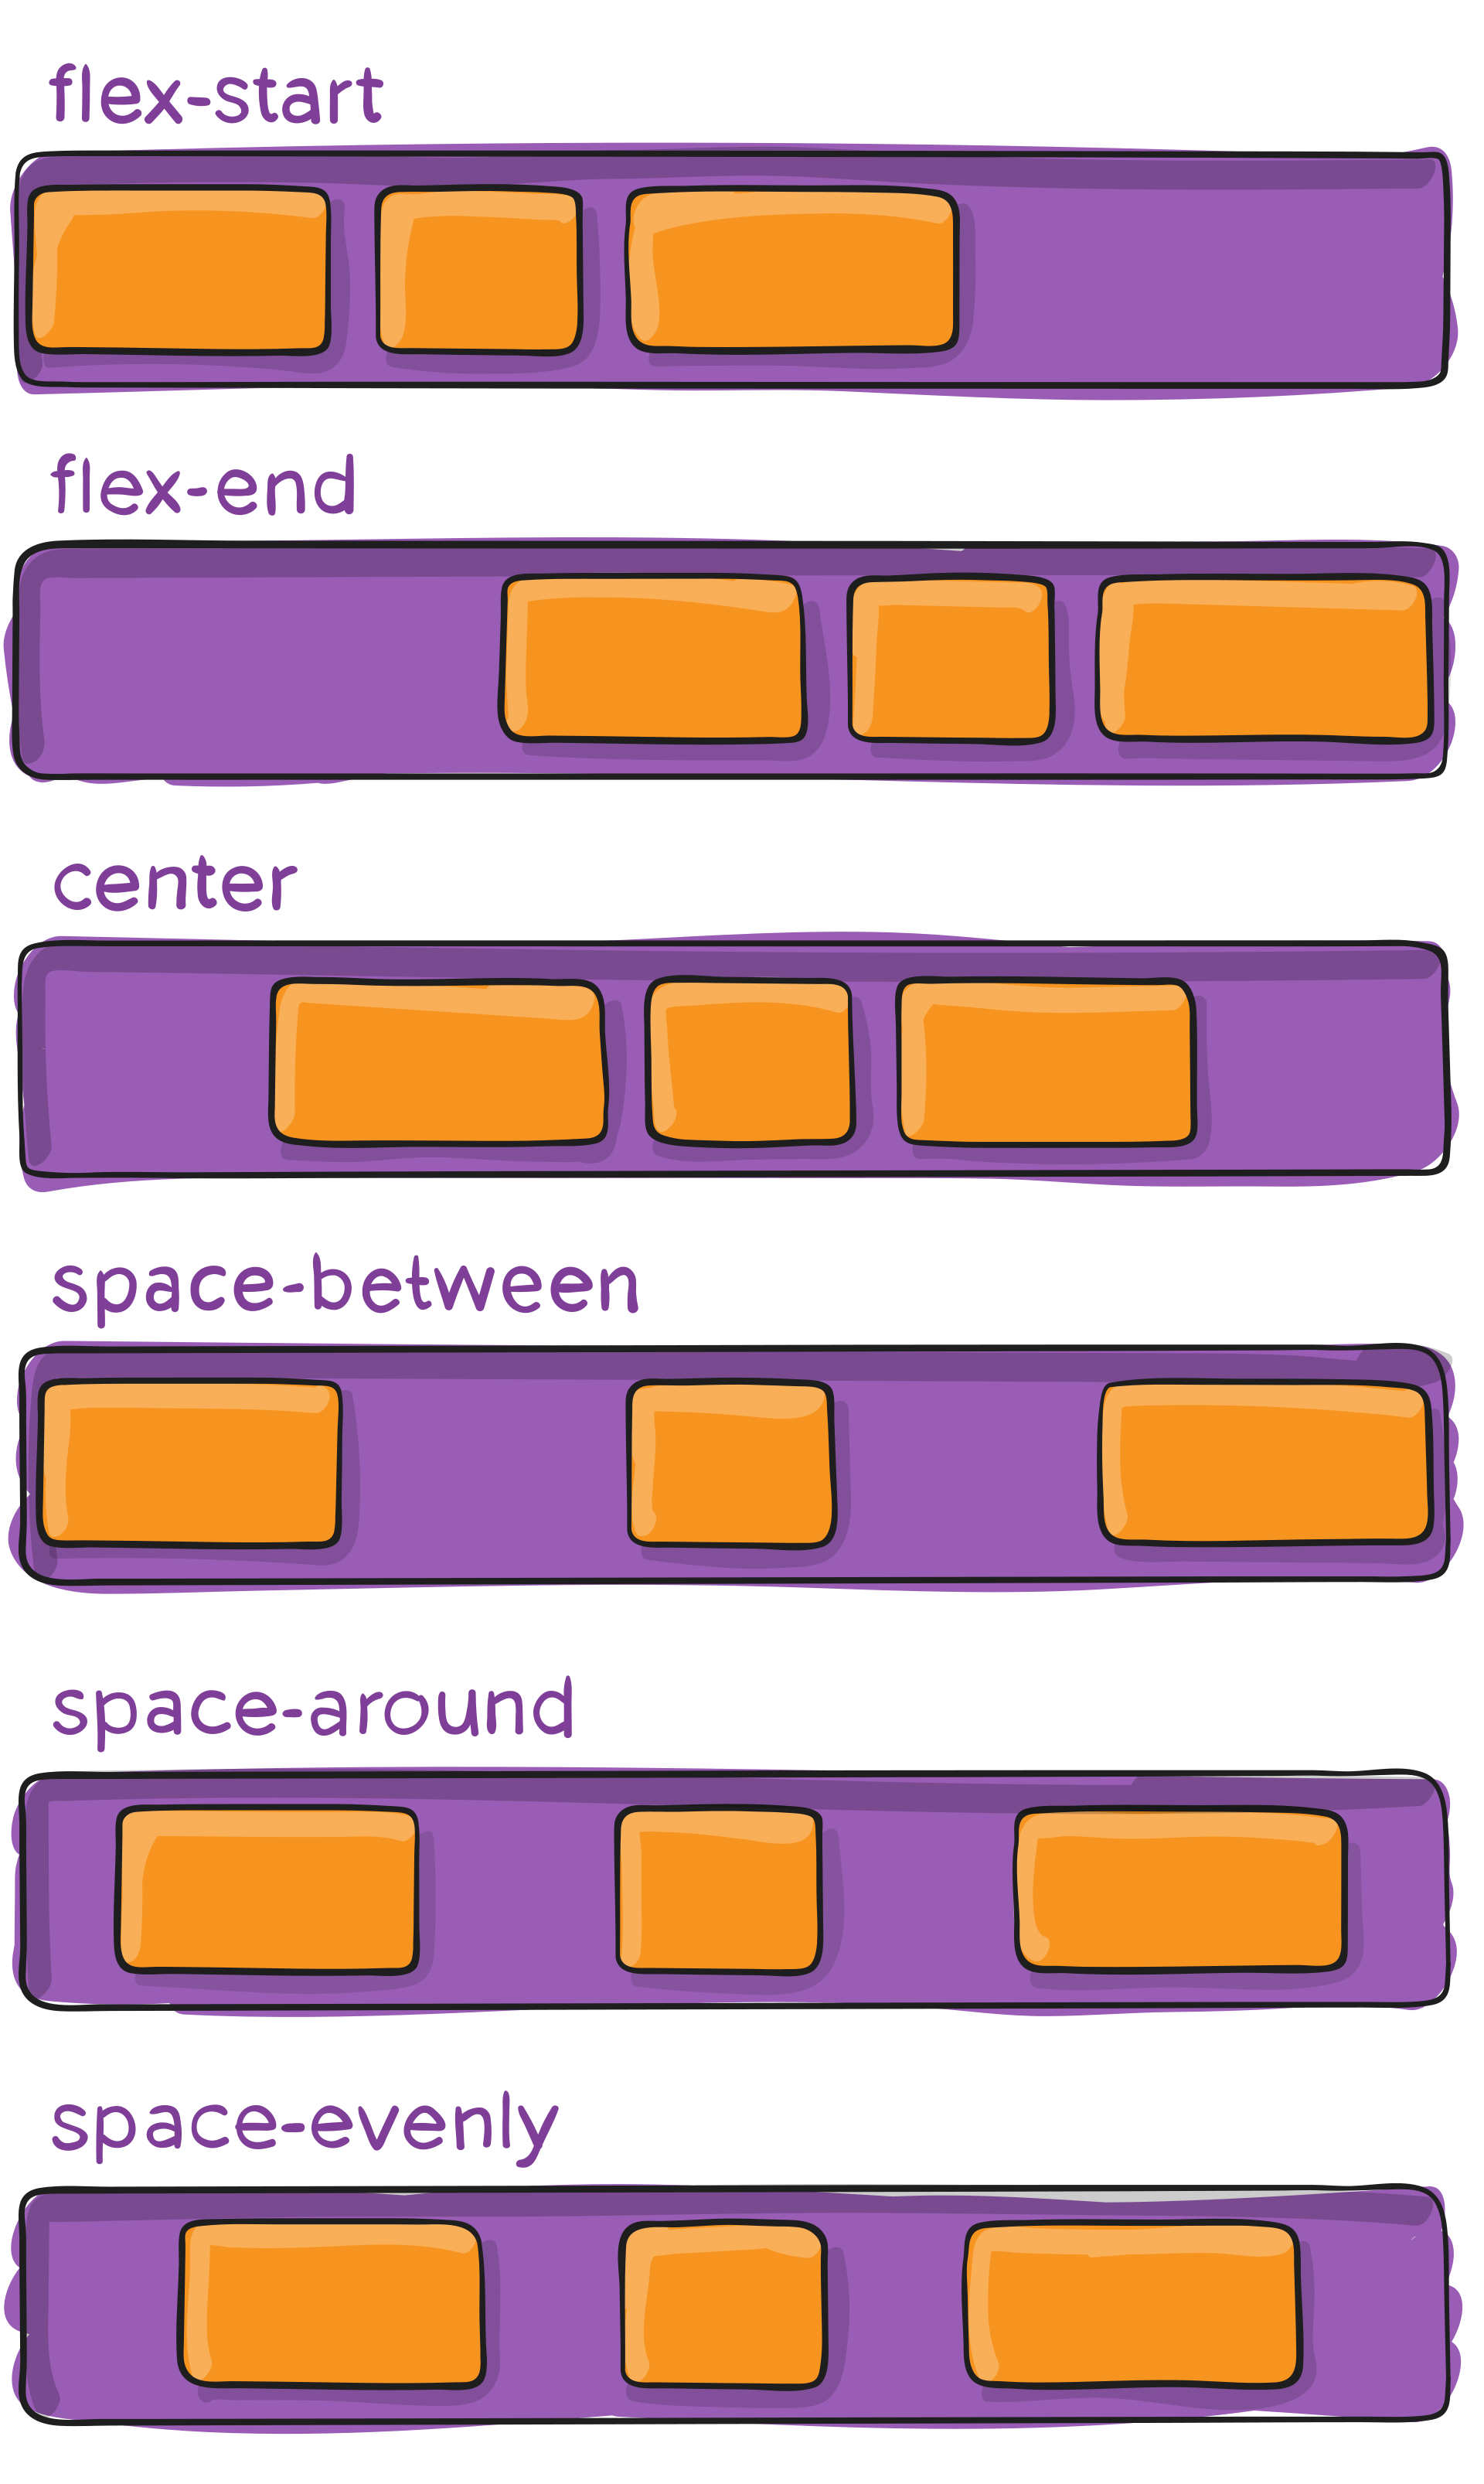 flex-start
flex-end
center
space-between
space-around
space-evenly